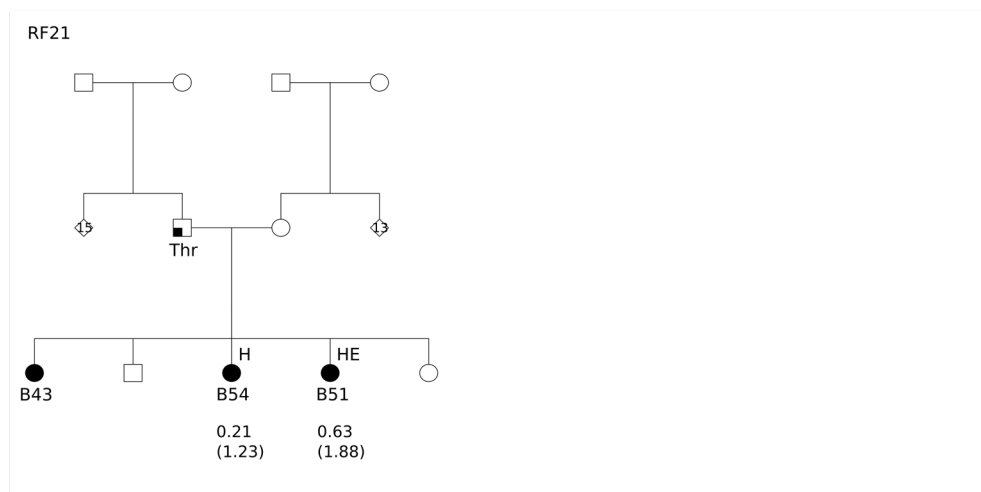 RF21
15
13
Thr
H
HE
B43
B54
B51
0.21
0.63
(1.23)
(1.88)